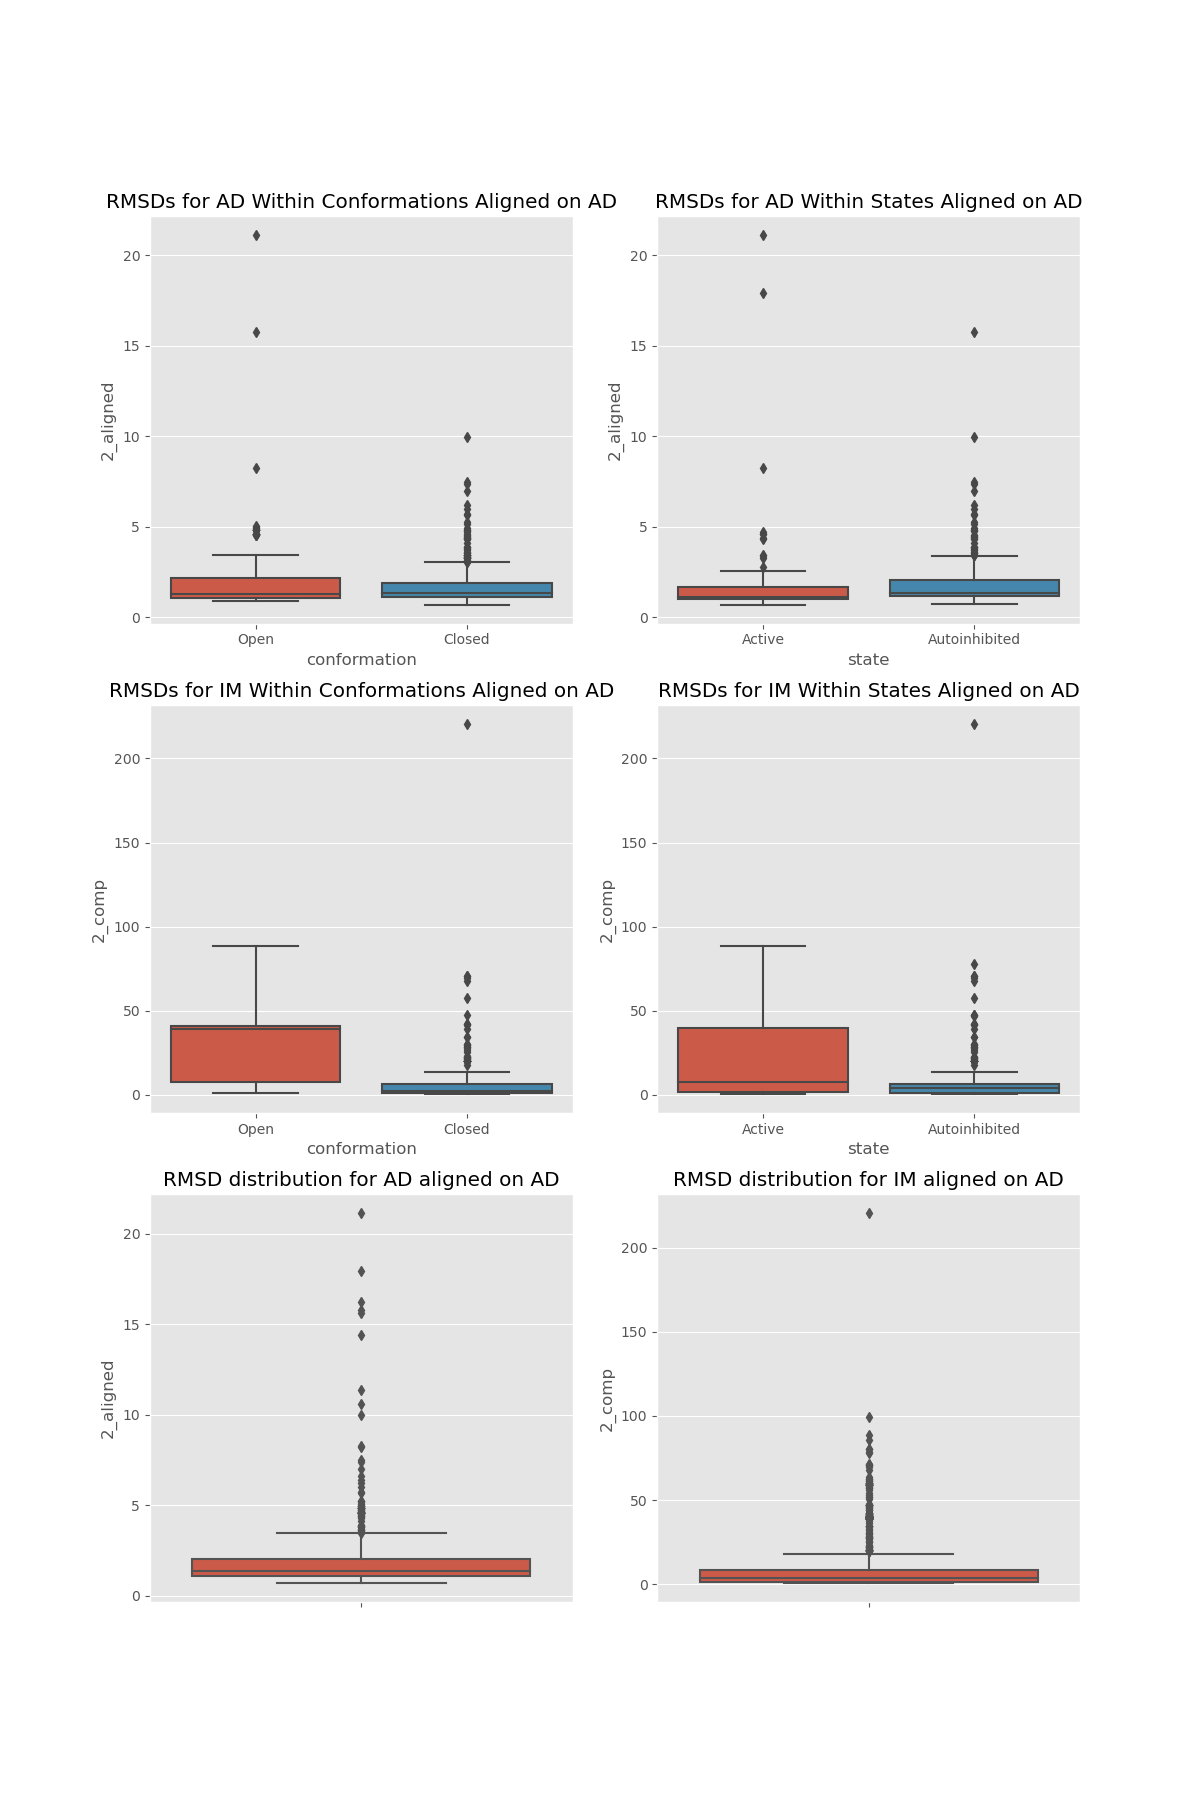 RMSDs for AD Within Conformations Aligned on AD
20
15
10
5
0
2_aligned
Open
Closed
conformation
RMSDs for AD Within States Aligned on AD
20
15
10
5
0
2_aligned
Active
Autoinhibited
state
RMSDs for IM Within Conformations Aligned on AD
200
150
100
50
0
2_comp
Open
Closed
conformation
RMSDs for IM Within States Aligned on AD
200
150
100
50
0
2_comp
Active
Autoinhibited
state
RMSD distribution for AD aligned on AD
20
15
10
5
0
2_aligned
RMSD distribution for IM aligned on AD
200
150
100
50
0
2_comp